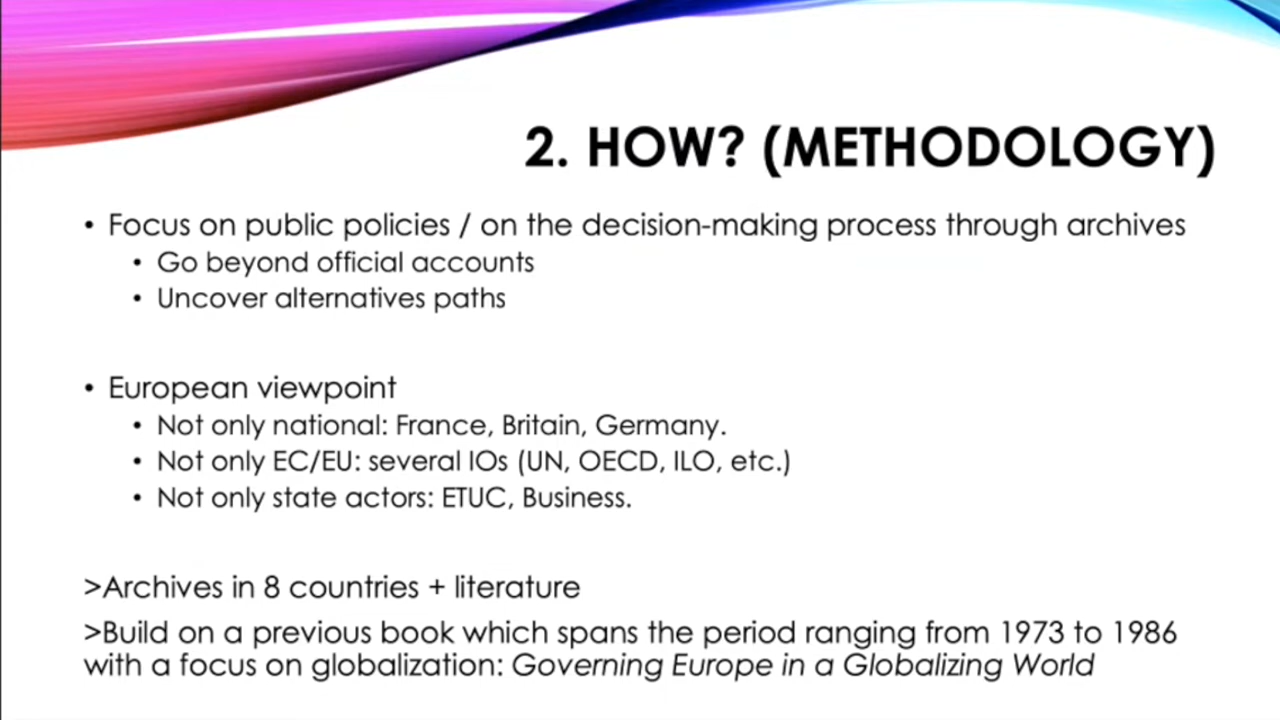 2. HOW? (METHODOLOGY)
• Focus on public policies / on the decision-making process through archives
• Go beyond official accounts
• Uncover alternatives paths
• European viewpoint
• Not only national: France, Britain, Germany.
• Not only EC/EU: several IOs (UN, OECD, ILO, etc.)
• Not only state actors: ETUC, Business.
>Archives in 8 countries + literature
>Build on a previous book which spans the period ranging from 1973 to 1986
with a focus on globalization: Governing Europe in a Globalizing World